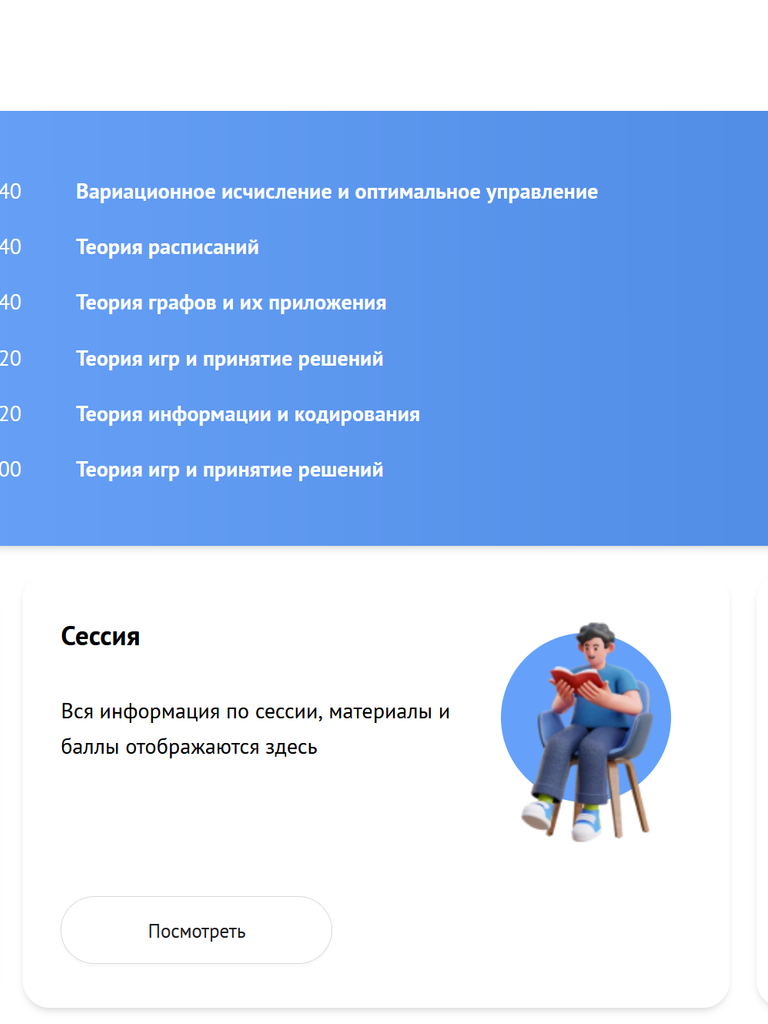 40 Вариационное исчисление и оптимальное управление
40 Теория расписаний
40 Теория графов и их приложения
20 Теория игр и принятие решений
20 Теория информации и кодирования
00 Теория игр и принятие решений
Сессия
Вся информация по сессии, материалы и
баллы отображаются здесь
Посмотреть